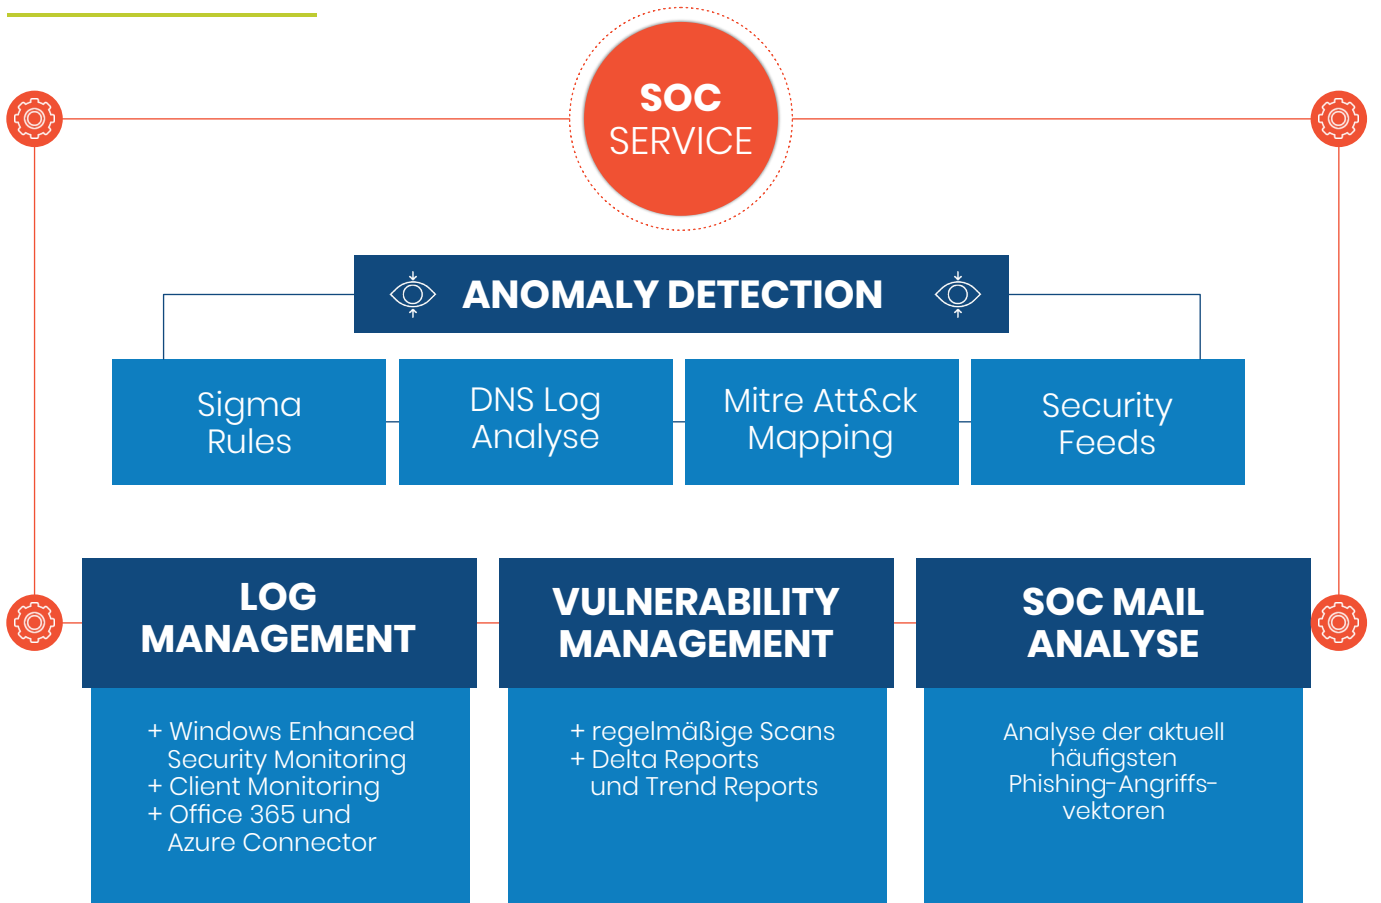 SOC
SERVICE
ANOMALY DETECTION
Sigma
Rules
DNS Log
Analyse
Mitre Att&ck
Mapping
Security
Feeds
LOG
MANAGEMENT
+ Windows Enhanced
Security Monitoring
+ Client Monitoring
+ Office 365 und
Azure Connector
VULNERABILITY
MANAGEMENT
+ regelmäßige Scans
+ Delta Reports
und Trend Reports
SOC MAIL
ANALYSE
Analyse der aktuell
häufigsten
Phishing-Angriffs-
vektoren